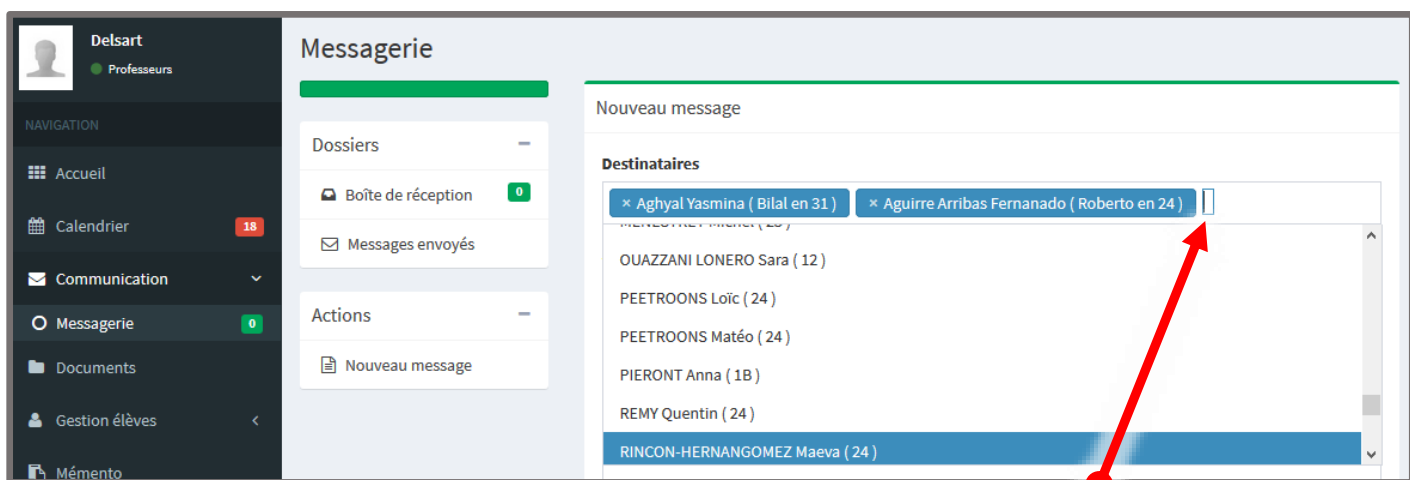 Delsart
Professeurs
NAVIGATION
Accueil
Calendrier 18
Communication
Messagerie 0
Documents
Gestion élèves
Mémento
Messagerie
Dossiers
Boîte de réception 0
Messages envoyés
Actions
Nouveau message
Nouveau message
Destinataires
× Aghyal Yasmina ( Bilal en 31 ) × Aguirre Arribas Fernanado ( Roberto en 24 )
OUAZZANI LONERO Sara ( 12 )
PEETROONS Loïc ( 24 )
PEETROONS Matéo ( 24 )
PIERONT Anna ( 1B )
REMY Quentin ( 24 )
RINCON-HERNANGOMEZ Maeva ( 24 )